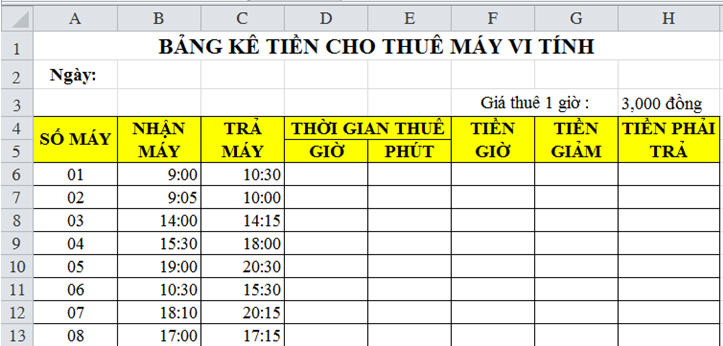 A B C D E F G H
1 BẢNG KÊ TIỀN CHO THUÊ MÁY VI TÍNH
2 Ngày:
3 Giá thuê 1 giờ : 3,000 đồng
4 SỐ MÁY NHẬN TRẢ THỜI GIAN THUÊ TIỀN TIỀN TIỀN PHẢI
5 MÁY MÁY GIỜ PHÚT GIỜ GIẢM TRẢ
6 01 9:00 10:30
7 02 9:05 10:00
8 03 14:00 14:15
9 04 15:30 18:00
10 05 19:00 20:30
11 06 10:30 15:30
12 07 18:10 20:15
13 08 17:00 17:15